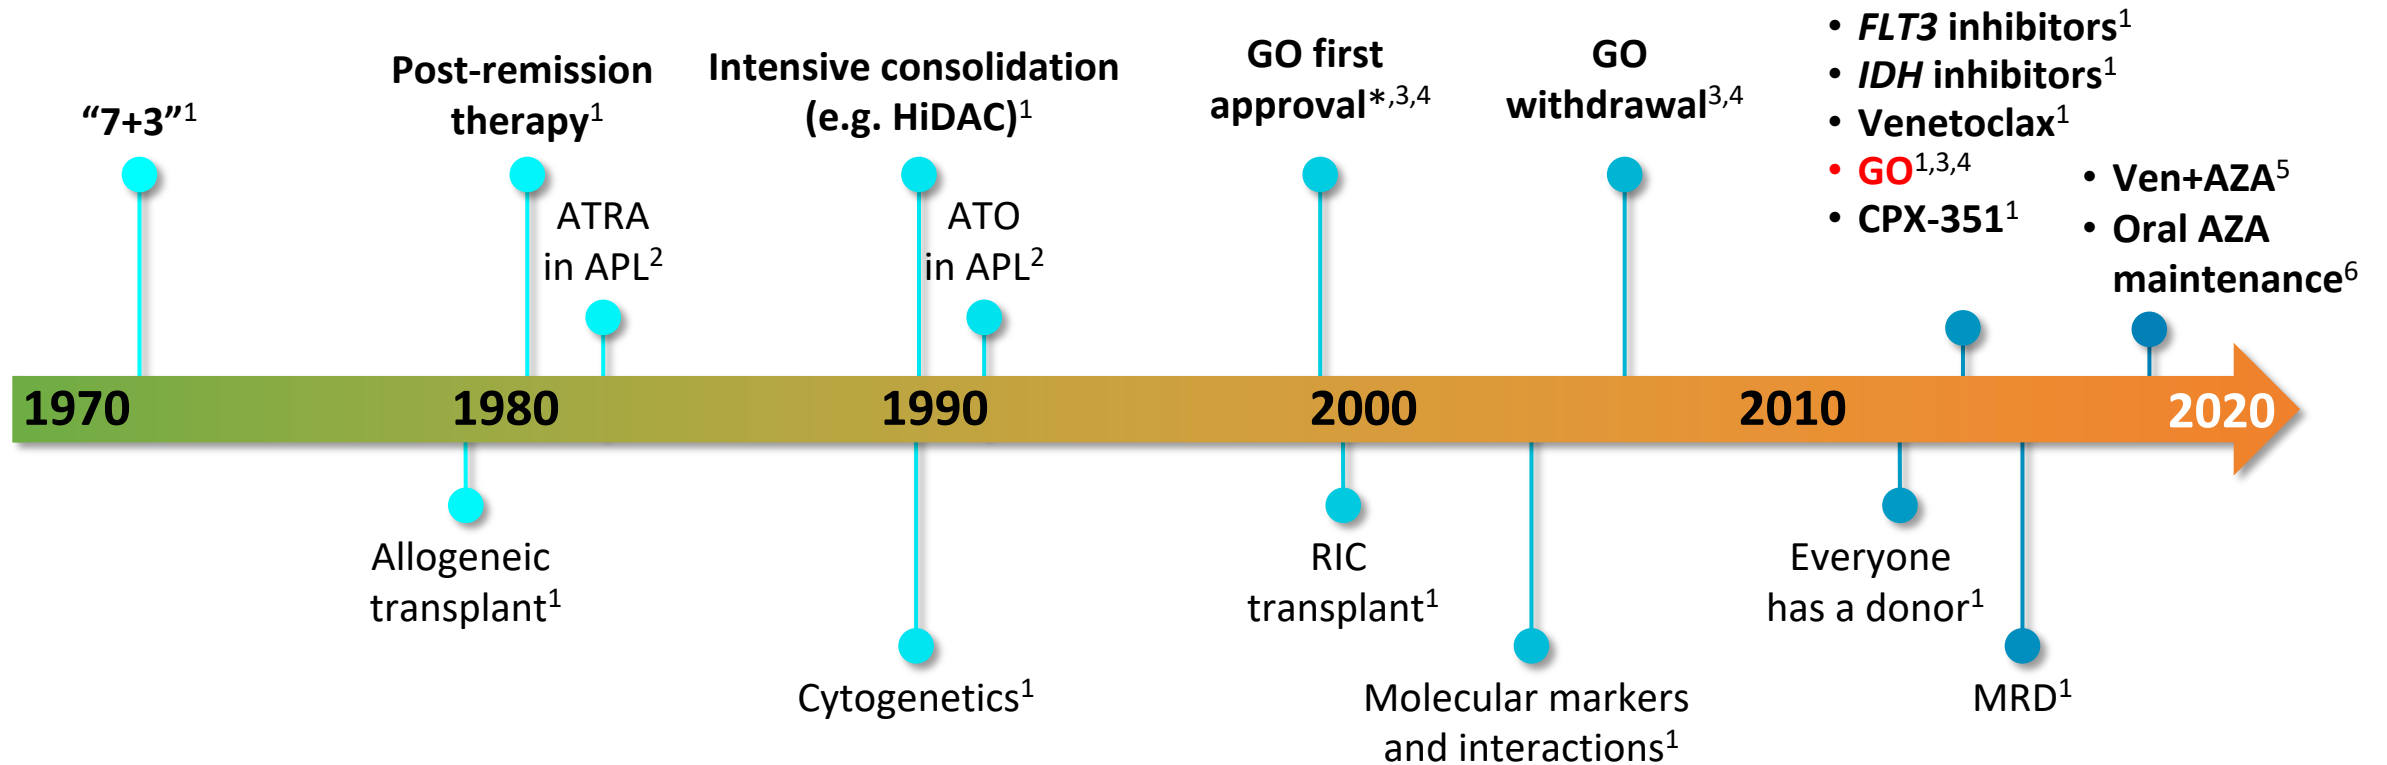 “7+3”1
Post-remission
therapy1
ATRA
in APL2
Intensive consolidation
(e.g. HiDAC)1
ATO
in APL2
GO first
approval*,3,4
GO
withdrawal3,4
• FLT3 inhibitors1
• IDH inhibitors1
• Venetoclax1
• GO1,3,4
• CPX-3511
• Ven+AZA5
• Oral AZA
maintenance6
1970 1980 1990 2000 2010 2020
Allogeneic
transplant1
Cytogenetics1
RIC
transplant1
Molecular markers
and interactions1
Everyone
has a donor1
MRD1